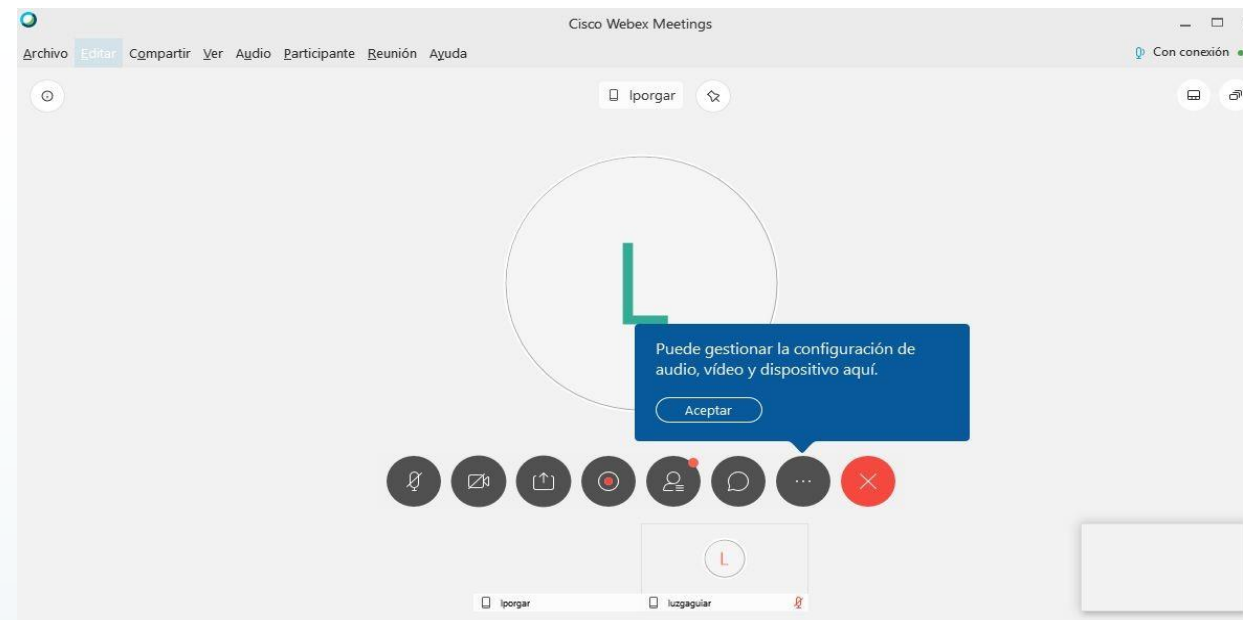 Cisco Webex Meetings
Archivo Editar Compartir Ver Audio Participante Reunión Ayuda
Con conexión
lporgar
L
Puede gestionar la configuración de
audio, vídeo y dispositivo aquí.
Aceptar
L
lporgar
luzgaguiar